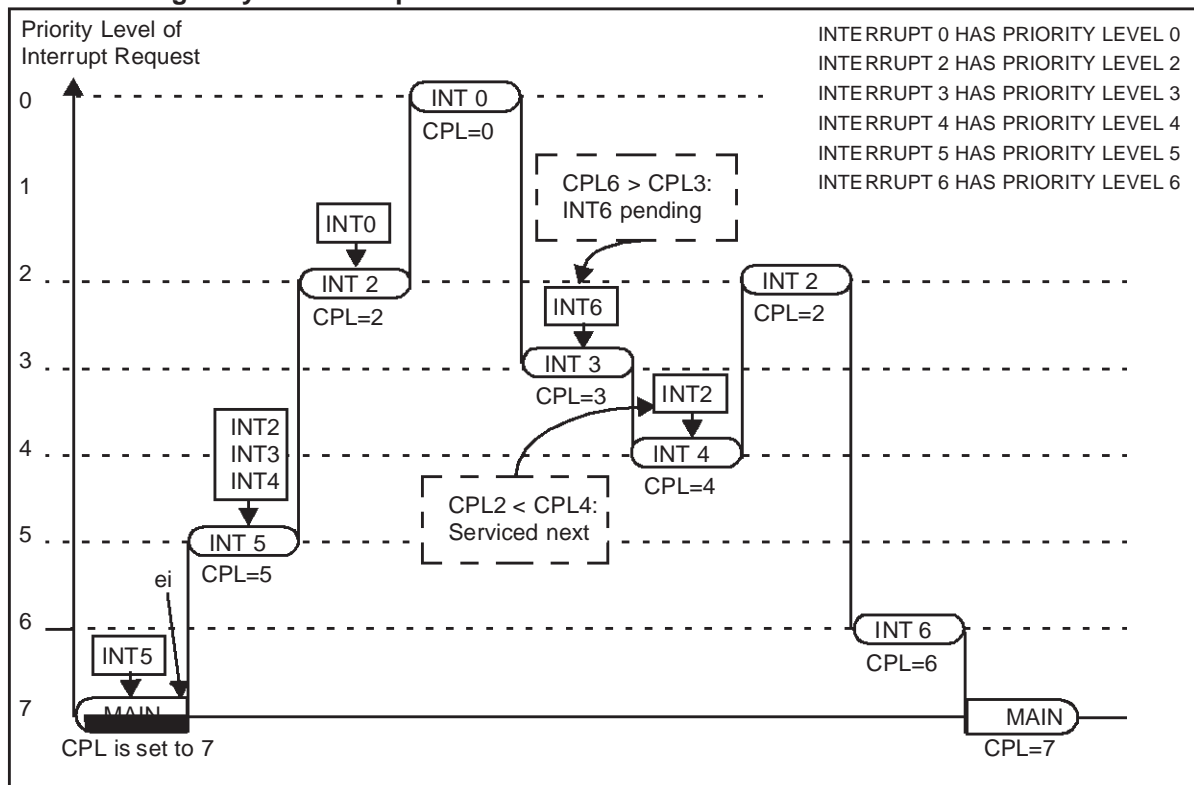 Priority Level of
Interrupt Request
INTERRUPT 0 HAS PRIORITY LEVEL 0
INTERRUPT 2 HAS PRIORITY LEVEL 2
INTERRUPT 3 HAS PRIORITY LEVEL 3
INTERRUPT 4 HAS PRIORITY LEVEL 4
INTERRUPT 5 HAS PRIORITY LEVEL 5
INTERRUPT 6 HAS PRIORITY LEVEL 6
0
INT 0
CPL=0
1
CPL6 > CPL3:
INT6 pending
INT0
2
INT 2
CPL=2
INT 2
CPL=2
INT6
3
INT 3
CPL=3
INT2
INT2
INT3
INT4
4
INT 4
CPL=4
CPL2 < CPL4:
Serviced next
5
INT 5
CPL=5
ei
6
INT 6
CPL=6
INT5
7
MAIN
CPL is set to 7
MAIN
CPL=7